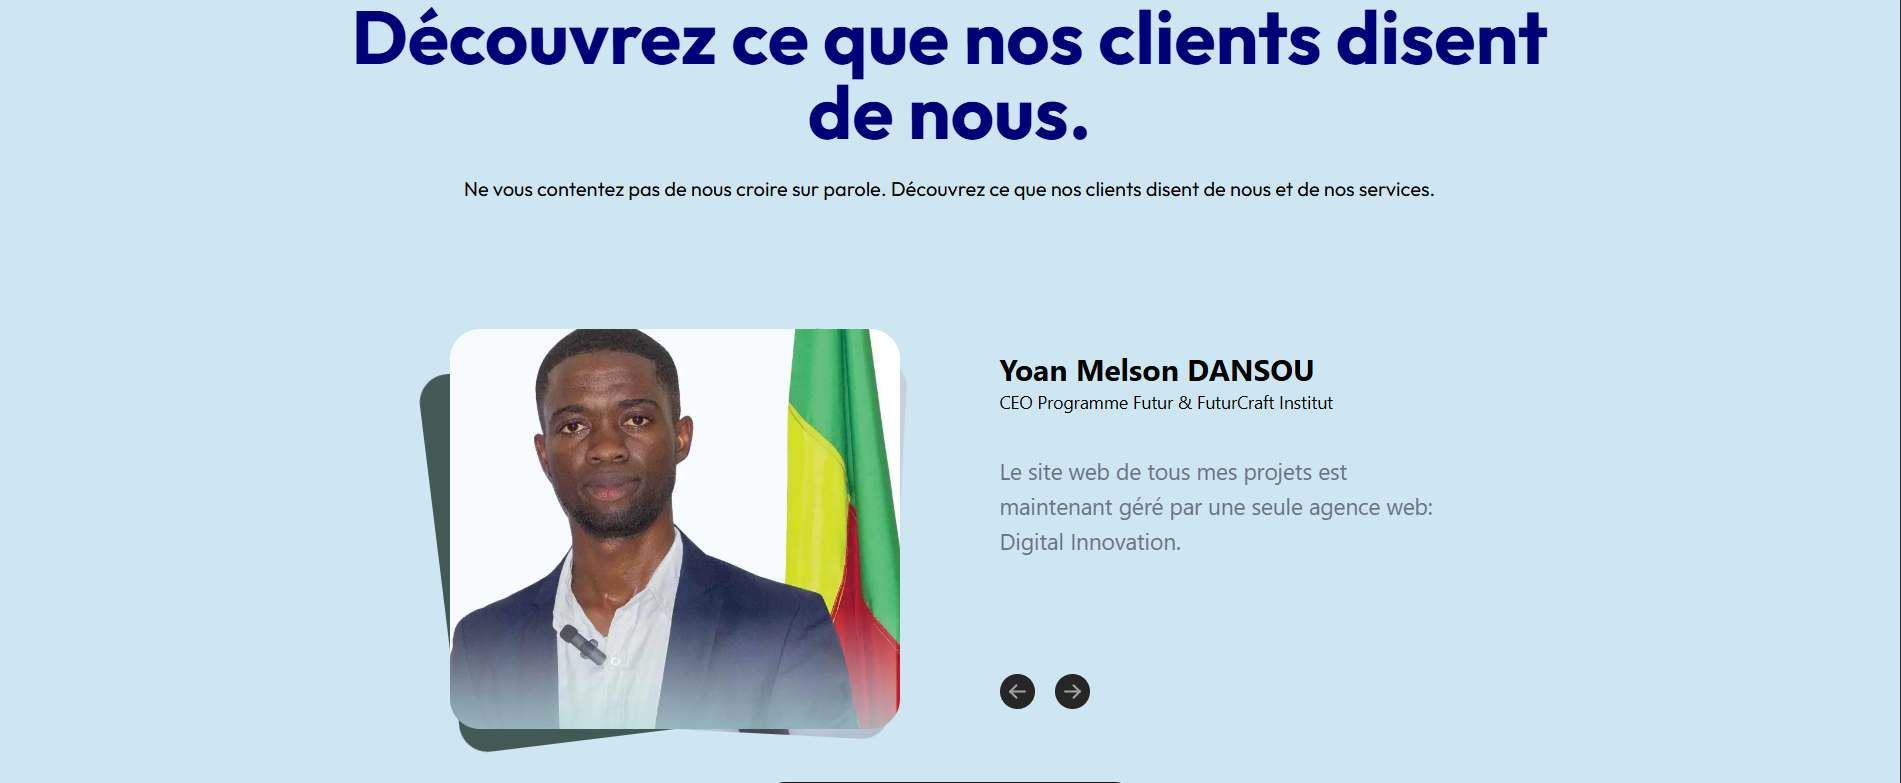 Découvrez ce que nos clients disent
de nous.
Ne vous contentez pas de nous croire sur parole. Découvrez ce que nos clients disent de nous et de nos services.
Yoan Melson DANSOU
CEO Programme Futur & FuturCraft Institut
Le site web de tous mes projets est
maintenant géré par une seule agence web:
Digital Innovation.